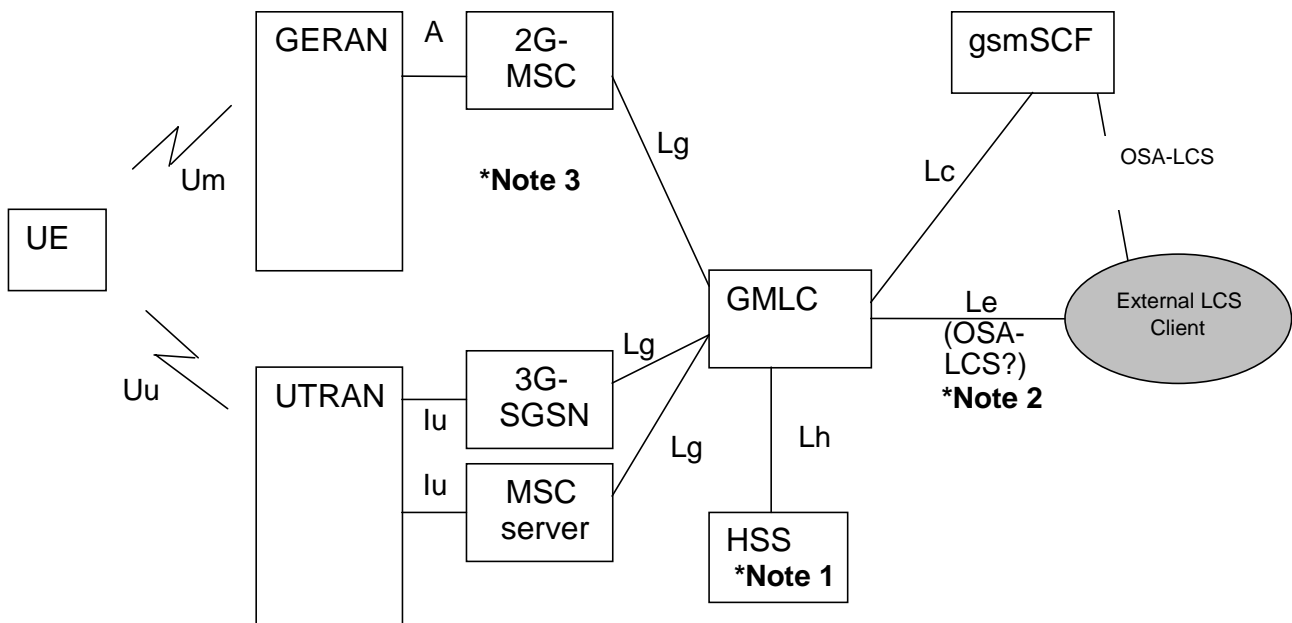 GERAN
A
2G-
MSC
gsmSCF
Lg
Lc
OSA-LCS
Um
*Note 3
UE
GMLC
Le
(OSA-
LCS?)
*Note 2
External LCS
Client
Uu
UTRAN
Iu
3G-
SGSN
Lg
Iu
MSC
server
Lg
Lh
HSS
*Note 1